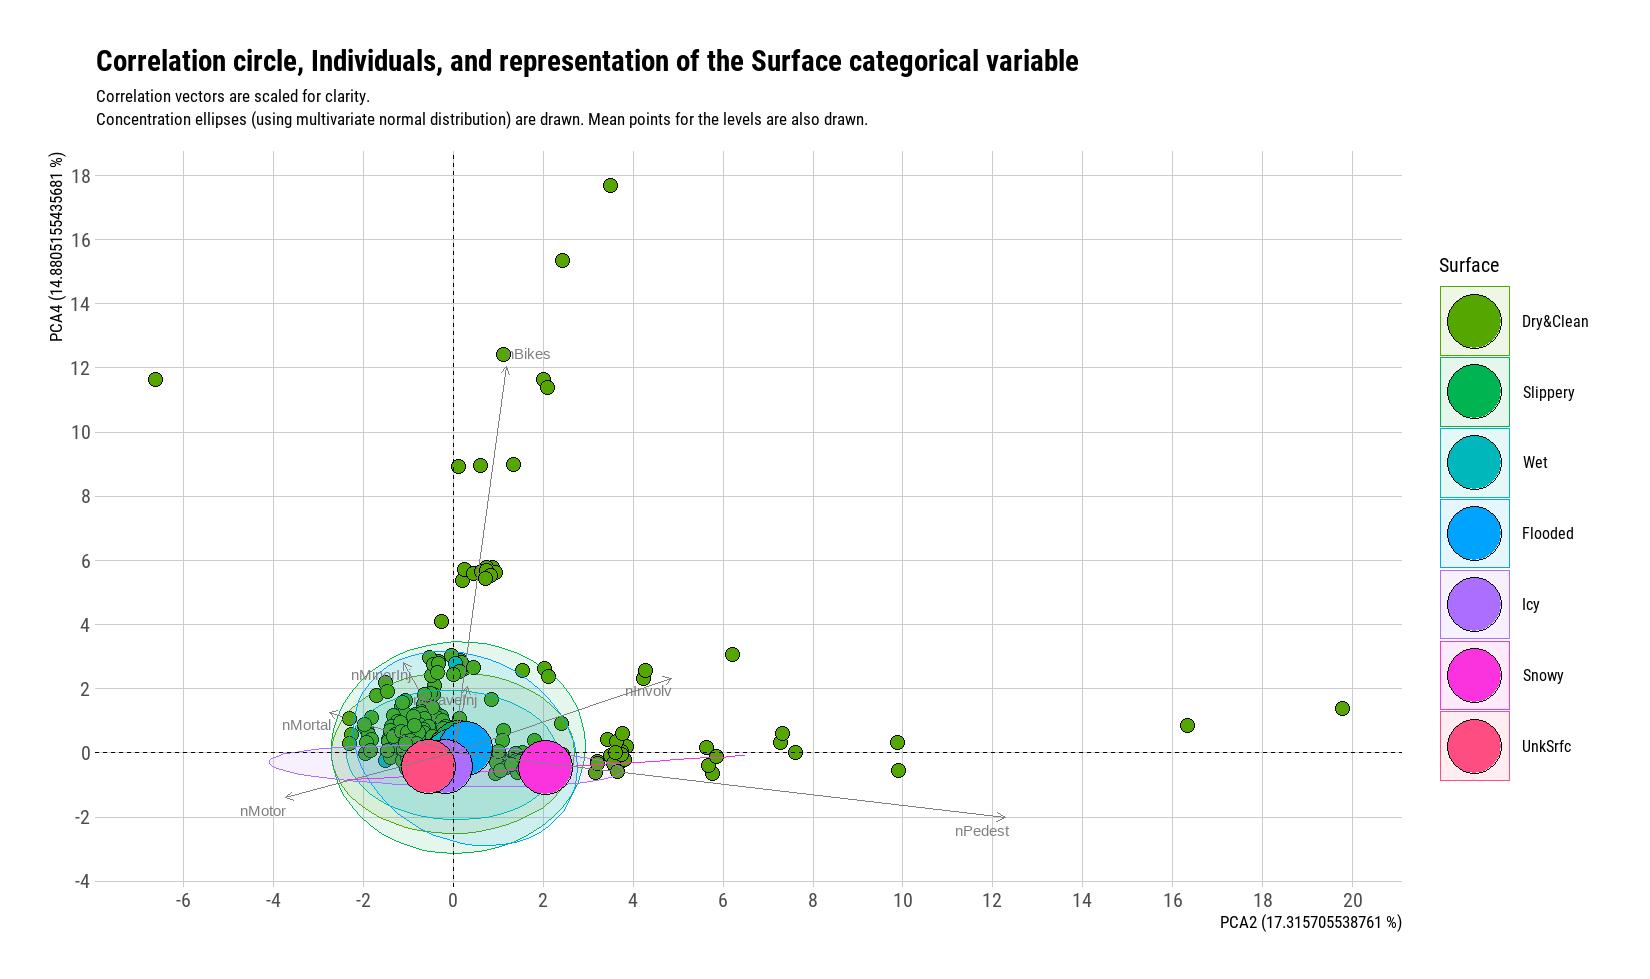 Correlation circle, Individuals, and representation of the Surface categorical variable
Correlation vectors are scaled for clarity.
Concentration ellipses (using multivariate normal distribution) are drawn. Mean points for the levels are also drawn.
PCA4 (14.8805155435681 %)
18
16
14
12
10
8
6
4
2
0
-2
-4
nBikes
nMinorInj
nInvolv
nMortal
nMotor
nPedest
-6
-4
-2
0
2
4
6
8
10
12
14
16
18
20
PCA2 (17.315705538761 %)
Surface
Dry&Clean
Slippery
Wet
Flooded
Icy
Snowy
UnkSrfc